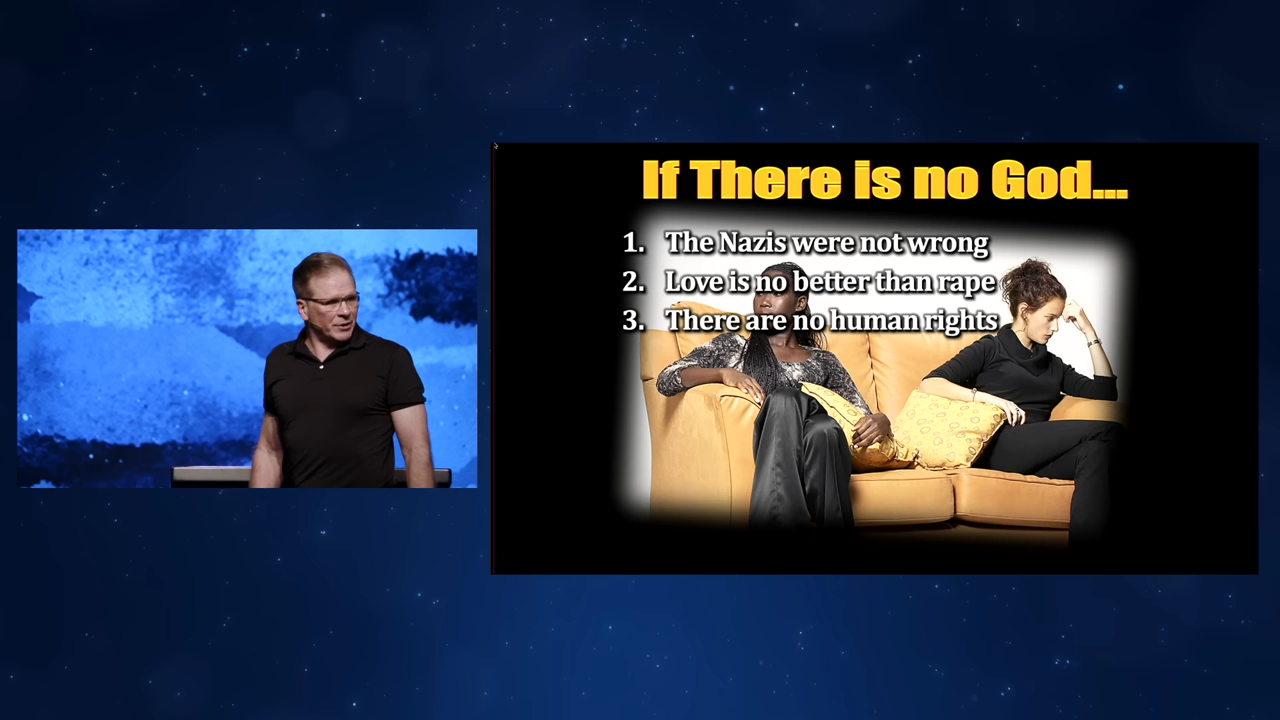 If There is no God...
1. The Nazis were not wrong
2. Love is no better than rape
3. There are no human rights